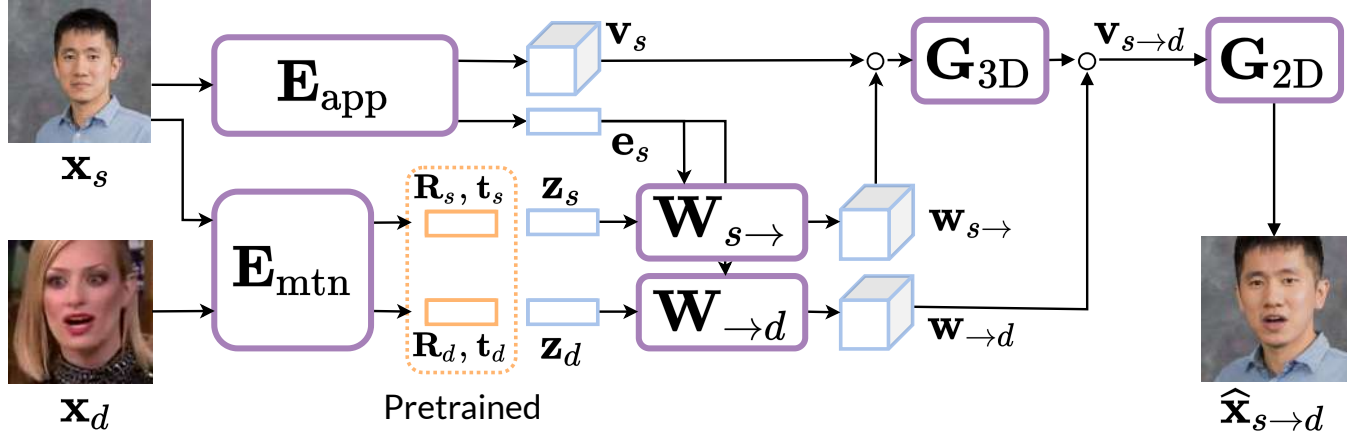 x_s
E_app
v_s
e_s
G_3D
v_{s→d}
G_2D
E_mtn
R_s, t_s
z_s
W_{s→}
w_{s→}
R_d, t_d
z_d
W_{→d}
w_{→d}
x_d
Pretrained
x̂_{s→d}